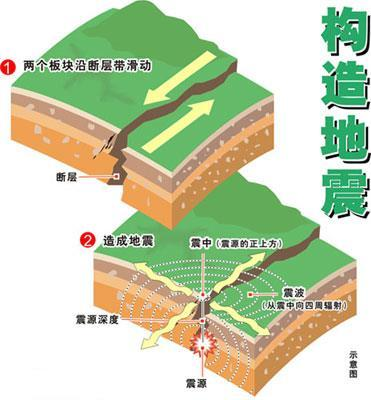 构造地震
1 两个板块沿断层带滑动
断层
2 造成地震
震中(震源的正上方)
震波
(从震中向四周辐射)
震源深度
震源
示意图